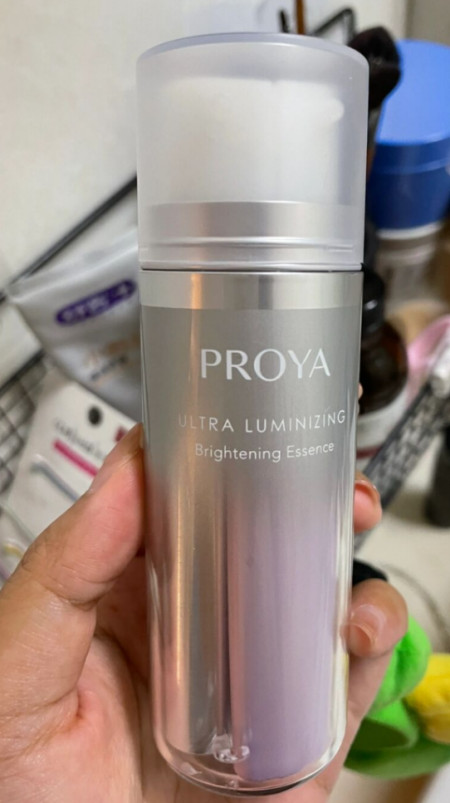 PROYA
ULTRA LUMINIZING
Brightening Essence